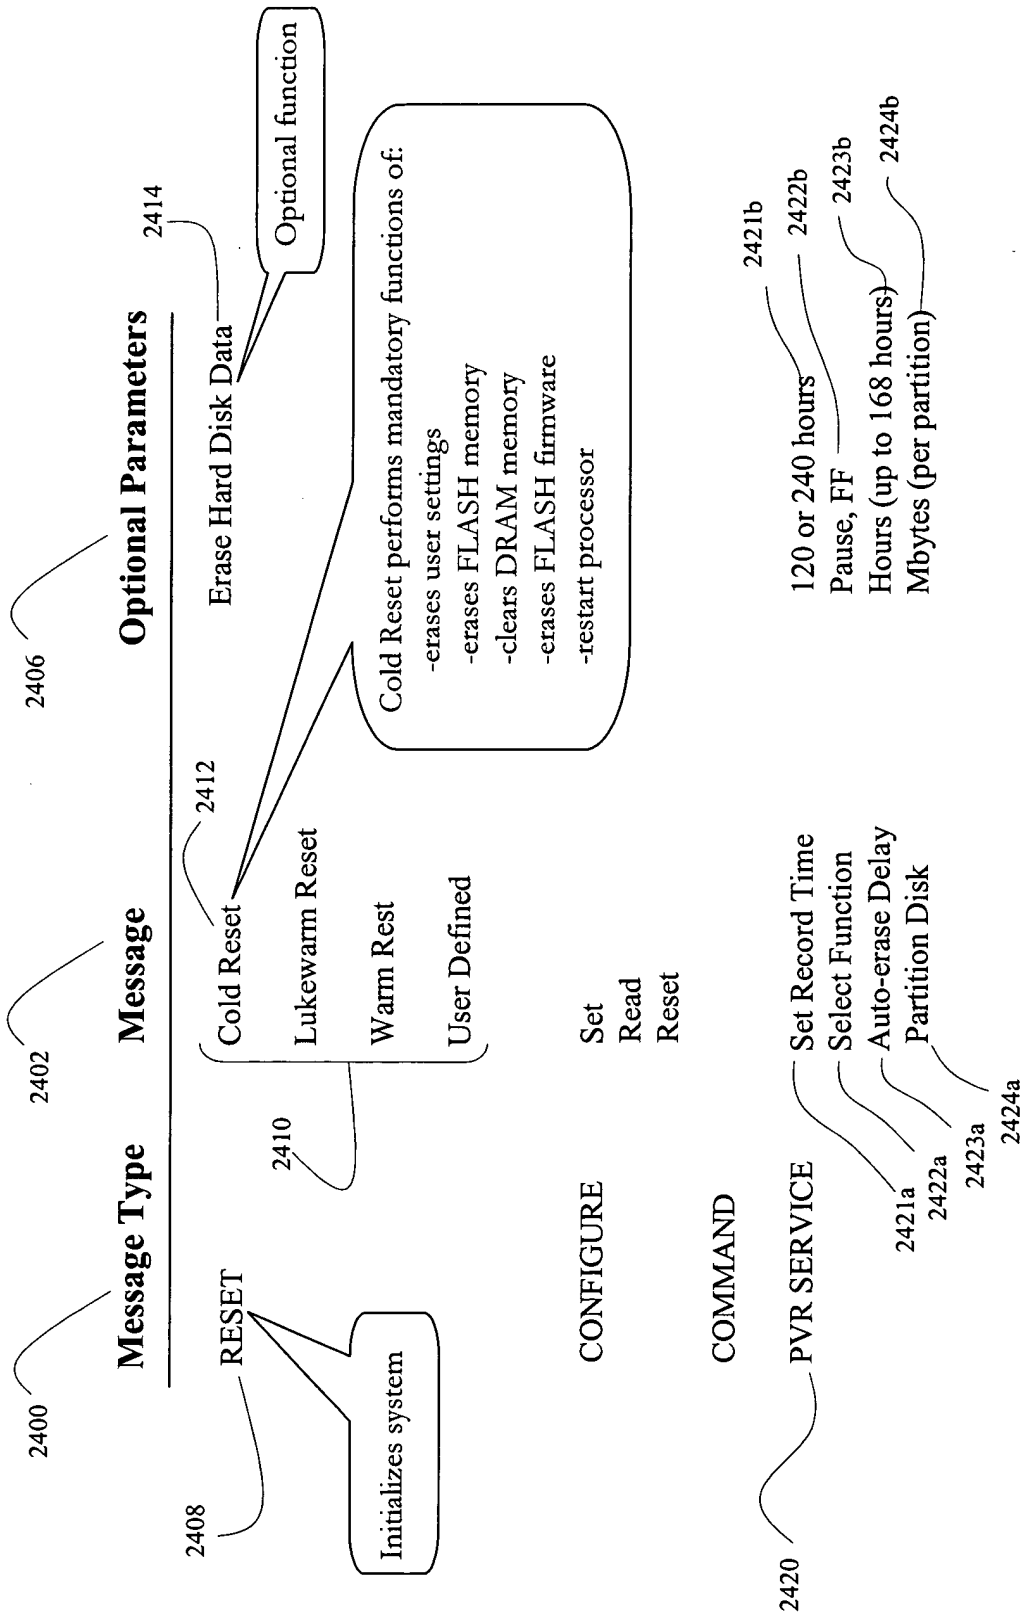 2400
2402
2406
Message Type
Message
Optional Parameters
2408
RESET
2412
Cold Reset
Erase Hard Disk Data
2414
Optional function
Initializes system
2410
Lukewarm Reset
Warm Rest
User Defined
Cold Reset performs mandatory functions of:
-erases user settings
-erases FLASH memory
-clears DRAM memory
-erases FLASH firmware
-restart processor
CONFIGURE
Set
Read
Reset
COMMAND
2420
PVR SERVICE
Set Record Time
120 or 240 hours
2421b
Select Function
Pause, FF
2422b
Auto-erase Delay
Hours (up to 168 hours)
2423b
Partition Disk
Mbytes (per partition)
2424b
2421a
2422a
2423a
2424a